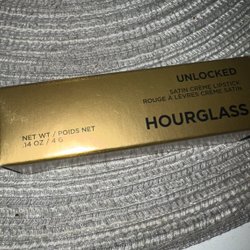 UNLOCKED
SATIN CRÈME LIPSTICK
ROUGE À LÈVRES CRÈME SATIN
HOURGLASS
NET WT / POIDS NET
.14 OZ / 4 G